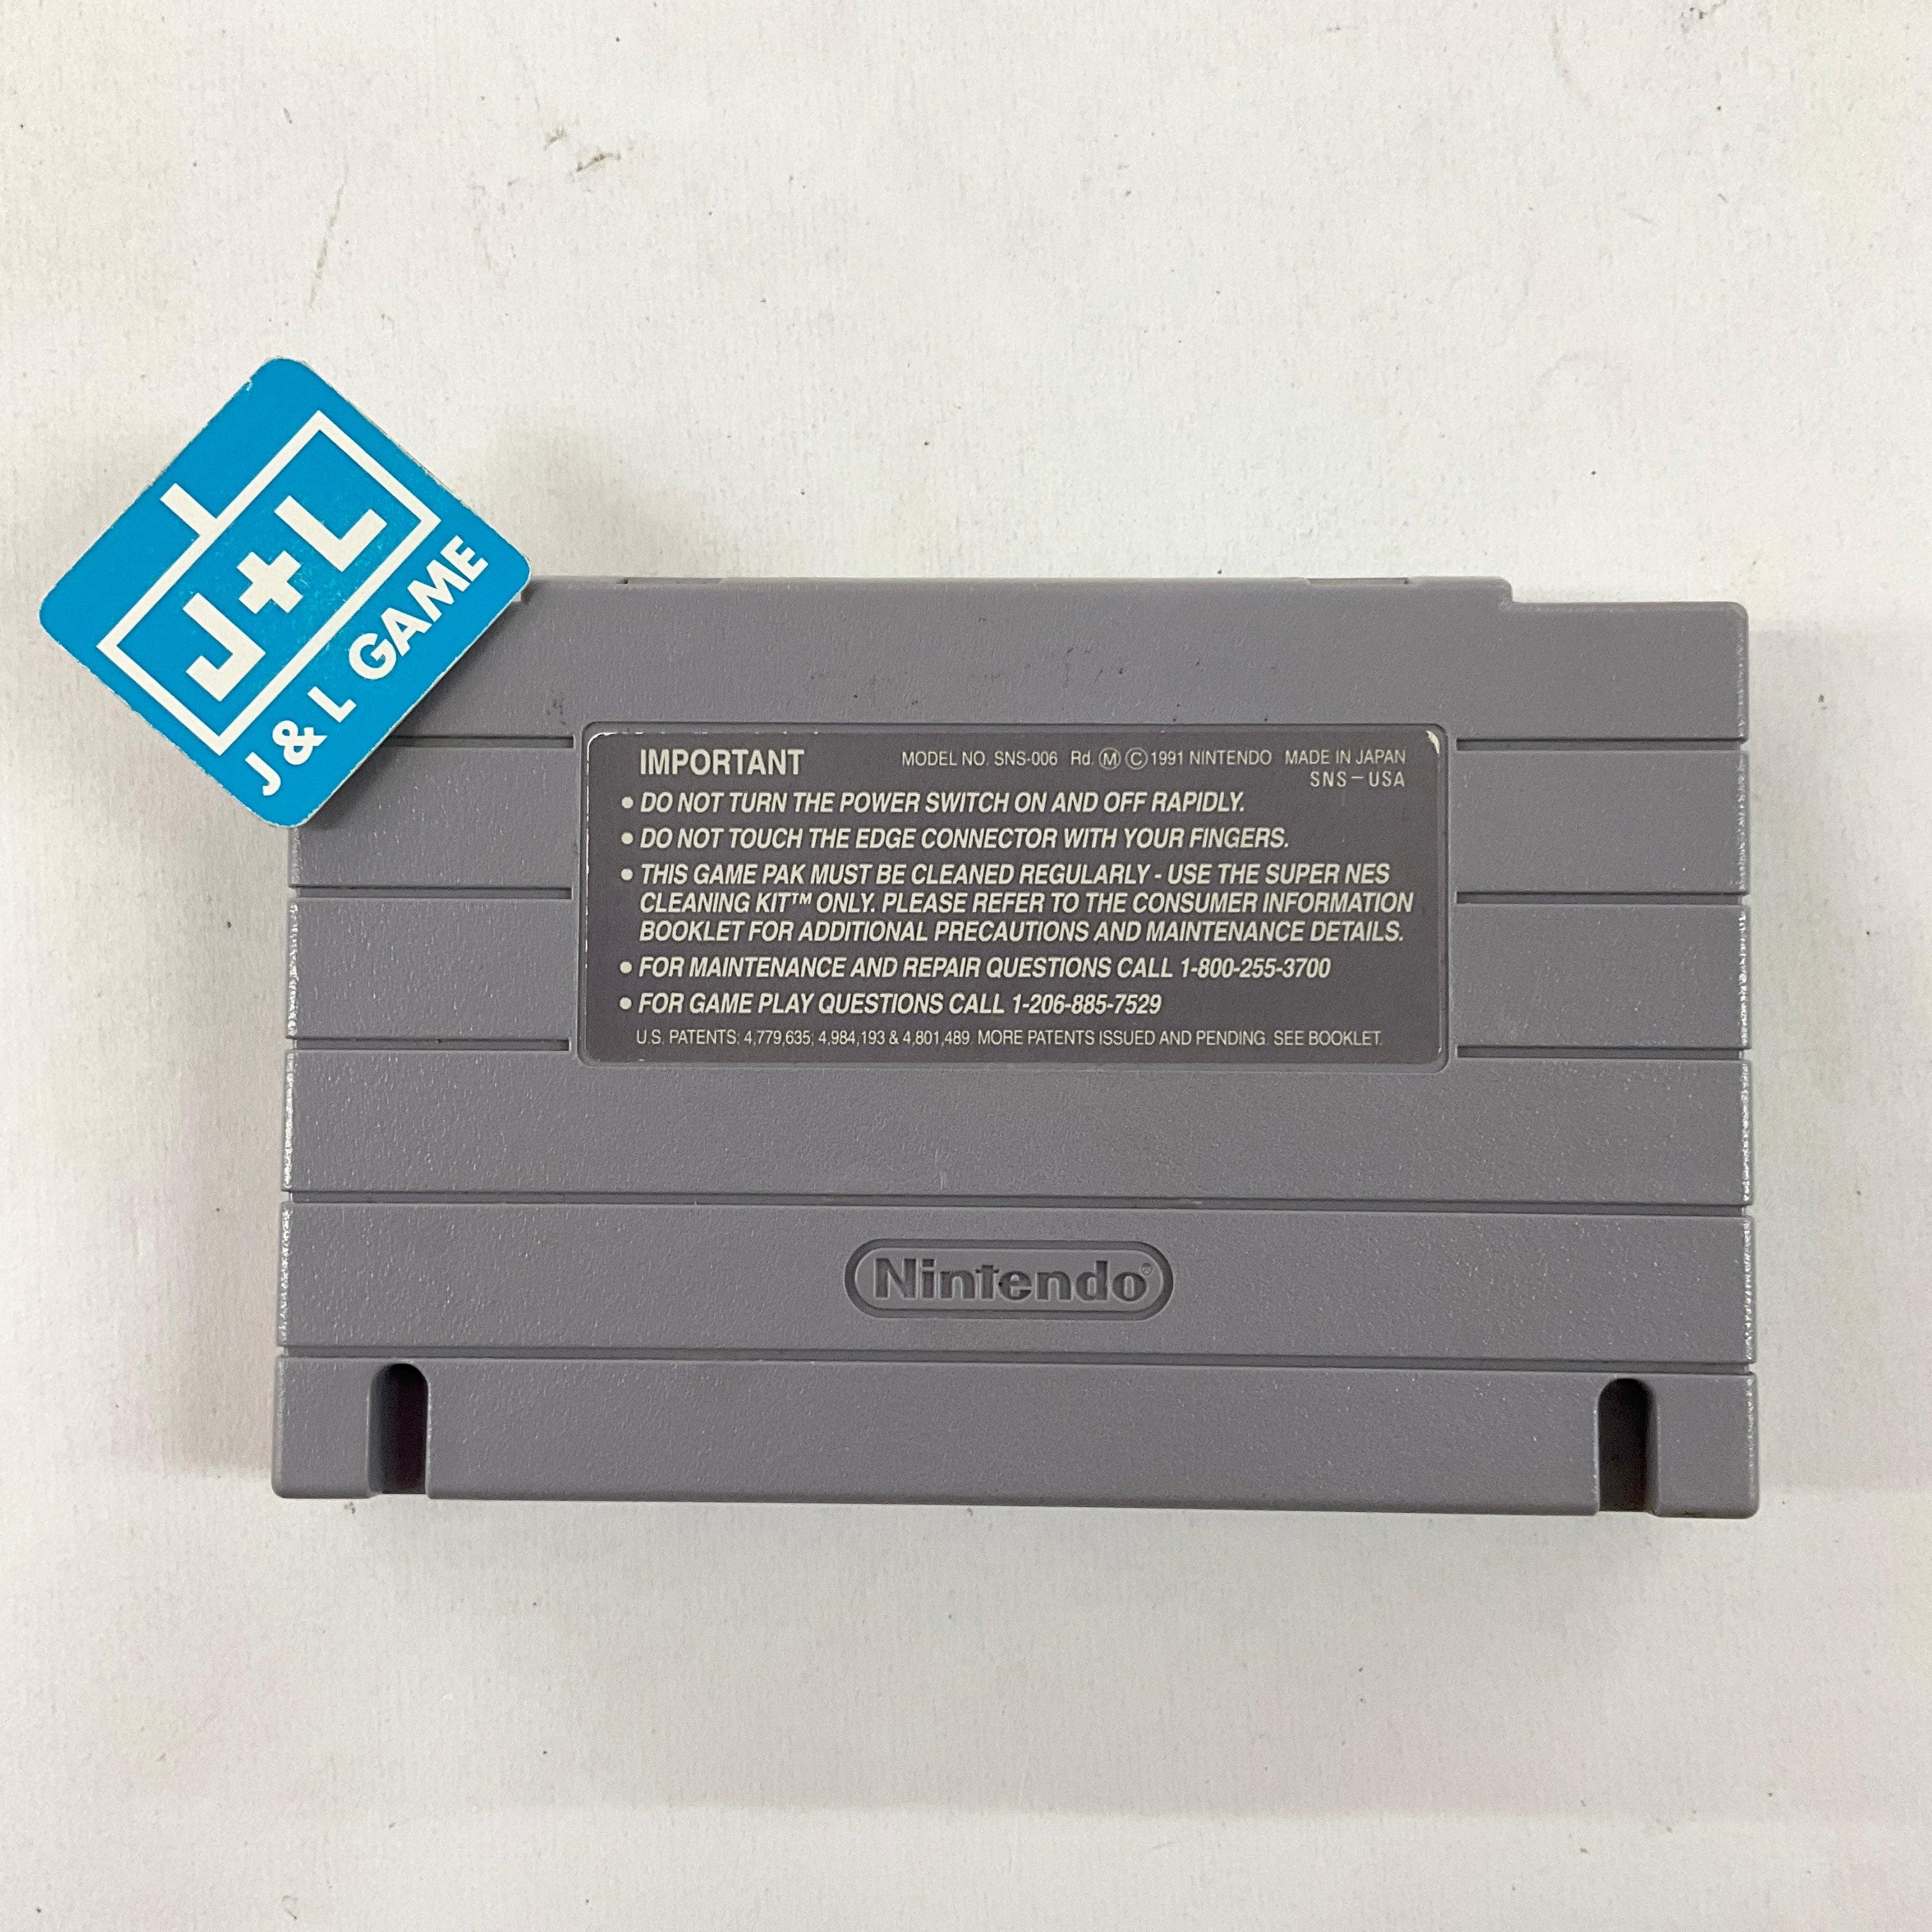 J+L
J & L GAME
IMPORTANT MODEL NO. SNS-006 Rd. Ⓜ ©1991 NINTENDO MADE IN JAPAN
SNS-USA
• DO NOT TURN THE POWER SWITCH ON AND OFF RAPIDLY.
• DO NOT TOUCH THE EDGE CONNECTOR WITH YOUR FINGERS.
• THIS GAME PAK MUST BE CLEANED REGULARLY - USE THE SUPER NES
CLEANING KIT™ ONLY. PLEASE REFER TO THE CONSUMER INFORMATION
BOOKLET FOR ADDITIONAL PRECAUTIONS AND MAINTENANCE DETAILS.
• FOR MAINTENANCE AND REPAIR QUESTIONS CALL 1-800-255-3700
• FOR GAME PLAY QUESTIONS CALL 1-206-885-7529
U.S. PATENTS: 4,779,635; 4,984,193 & 4,801,489. MORE PATENTS ISSUED AND PENDING. SEE BOOKLET.
Nintendo®